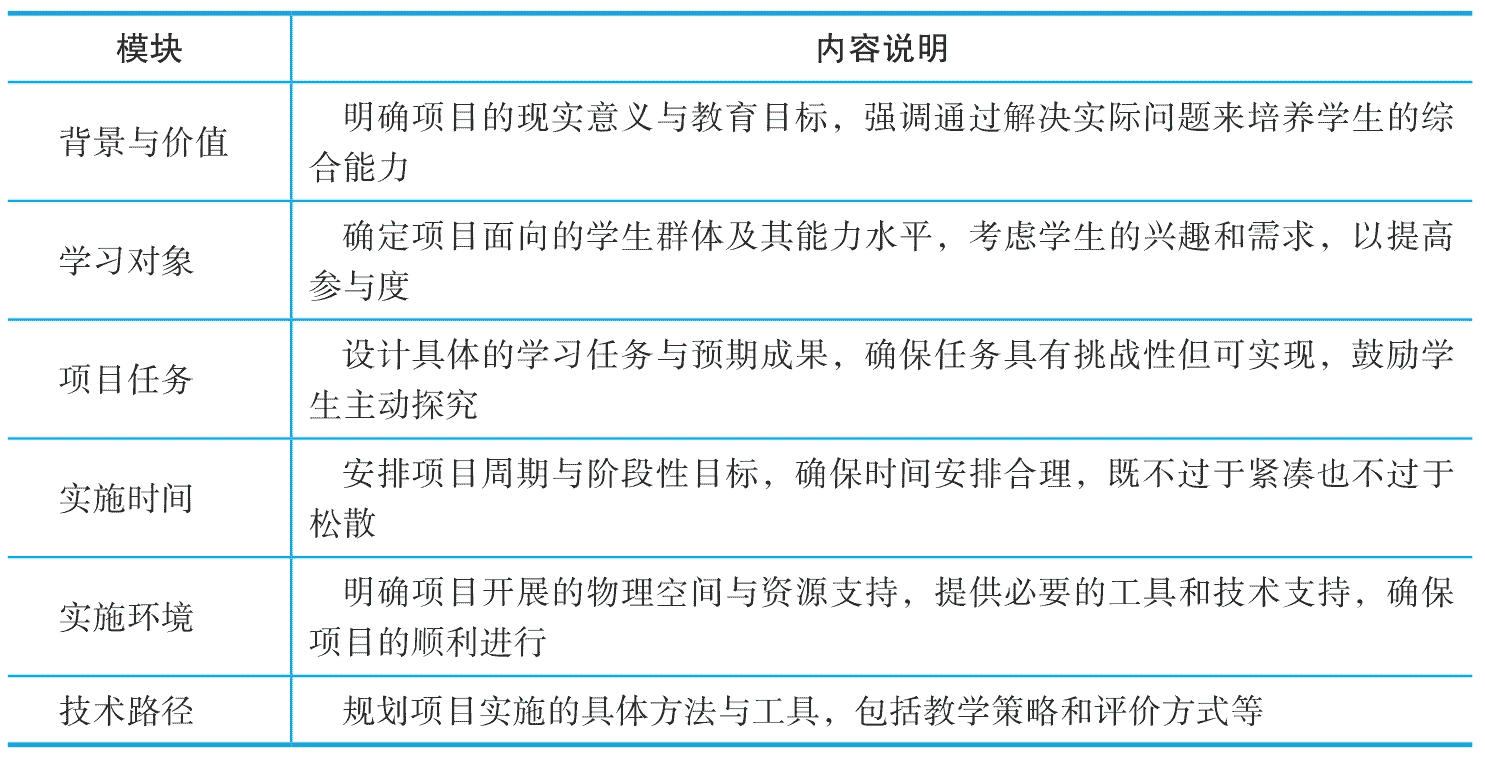 模块 内容说明
背景与价值
明确项目的现实意义与教育目标，强调通过解决实际问题来培养学生的综
合能力
学习对象
确定项目面向的学生群体及其能力水平，考虑学生的兴趣和需求，以提高
参与度
项目任务
设计具体的学习任务与预期成果，确保任务具有挑战性但可实现，鼓励学
生主动探究
实施时间
安排项目周期与阶段性目标，确保时间安排合理，既不过于紧凑也不过于
松散
实施环境
明确项目开展的物理空间与资源支持，提供必要的工具和技术支持，确保
项目的顺利进行
技术路径 规划项目实施的具体方法与工具，包括教学策略和评价方式等